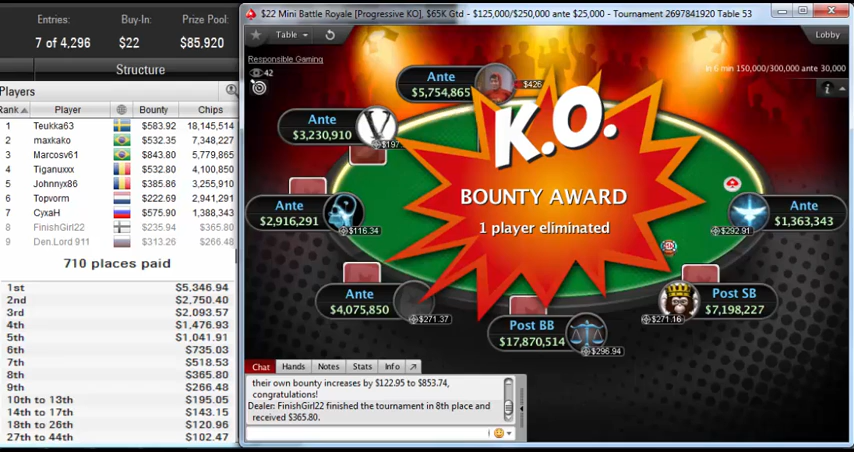 Entries: Buy-In: Prize Pool:
7 of 4.296 $22 $85,920
Structure
Players
Rank Player Bounty Chips
1 Teukka63 $583.92 18,145,514
2 maxkako $532.35 7,348,227
3 Marcosv61 $843.80 5,779,865
4 Tiganuxxx $532.80 4,100,850
5 Johnnyx86 $385.86 3,255,910
6 Topvorm $222.69 2,941,291
7 CyxaH $575.90 1,388,343
8 FinishGirl22 $235.94 $365.80
9 Den.Lord 911 $313.26 $266.48
710 places paid
1st $5,346.94
2nd $2,750.40
3rd $2,093.57
4th $1,476.93
5th $1,041.91
6th $735.03
7th $518.53
8th $365.80
9th $266.48
10th to 13th $195.05
14th to 17th $143.15
18th to 26th $120.96
27th to 44th $102.47
$22 Mini Battle Royale [Progressive KO], $65K Gtd - $125,000/$250,000 ante $25,000 - Tournament 2697841920 Table 53
Table
Lobby
Responsible Gaming
42
in 6 min 150,000/300,000 ante 30,000
Ante
$5,754,865
$426
Ante
$3,230,910
$197
Ante
$2,916,291
$116.34
Ante
$4,075,850
$271.37
Post BB
$17,870,514
$296.94
Post SB
$7,198,227
$271.16
Ante
$1,363,343
$292.91
K.O.
BOUNTY AWARD
1 player eliminated
Chat Hands Notes Stats Info
their own bounty increases by $122.95 to $853.74,
congratulations!
Dealer: FinishGirl22 finished the tournament in 8th place and
received $365.80.